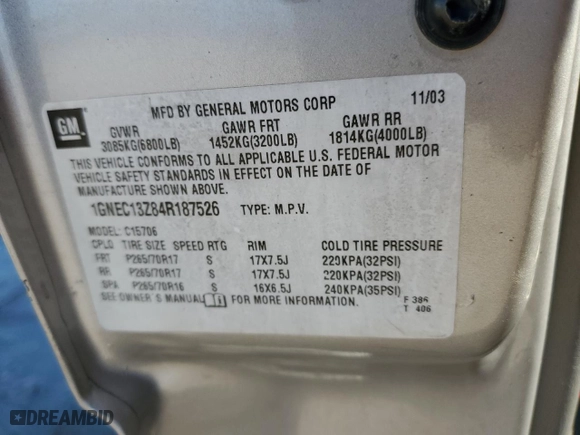 GM
MFD BY GENERAL MOTORS CORP 11/03
GVWR GAWR FRT GAWR RR
3085KG(6800LB) 1452KG(3200LB) 1814KG(4000LB)
THIS VEHICLE CONFORMS TO ALL APPLICABLE U.S. FEDERAL MOTOR
VEHICLE SAFETY STANDARDS IN EFFECT ON THE DATE OF
MANUFACTURE SHOWN ABOVE.
1GNEC13Z84R187526 TYPE: M.P.V.
MODEL: C15706
CPLG TIRE SIZE SPEED RTG RIM COLD TIRE PRESSURE
FRT P265/70R17 S 17X7.5J 220KPA(32PSI)
RR P265/70R17 S 17X7.5J 220KPA(32PSI)
SPA P265/70R16 S 16X6.5J 240KPA(35PSI)
SEE OWNER'S MANUAL FOR MORE INFORMATION. F 386
T 406
DREAMBID